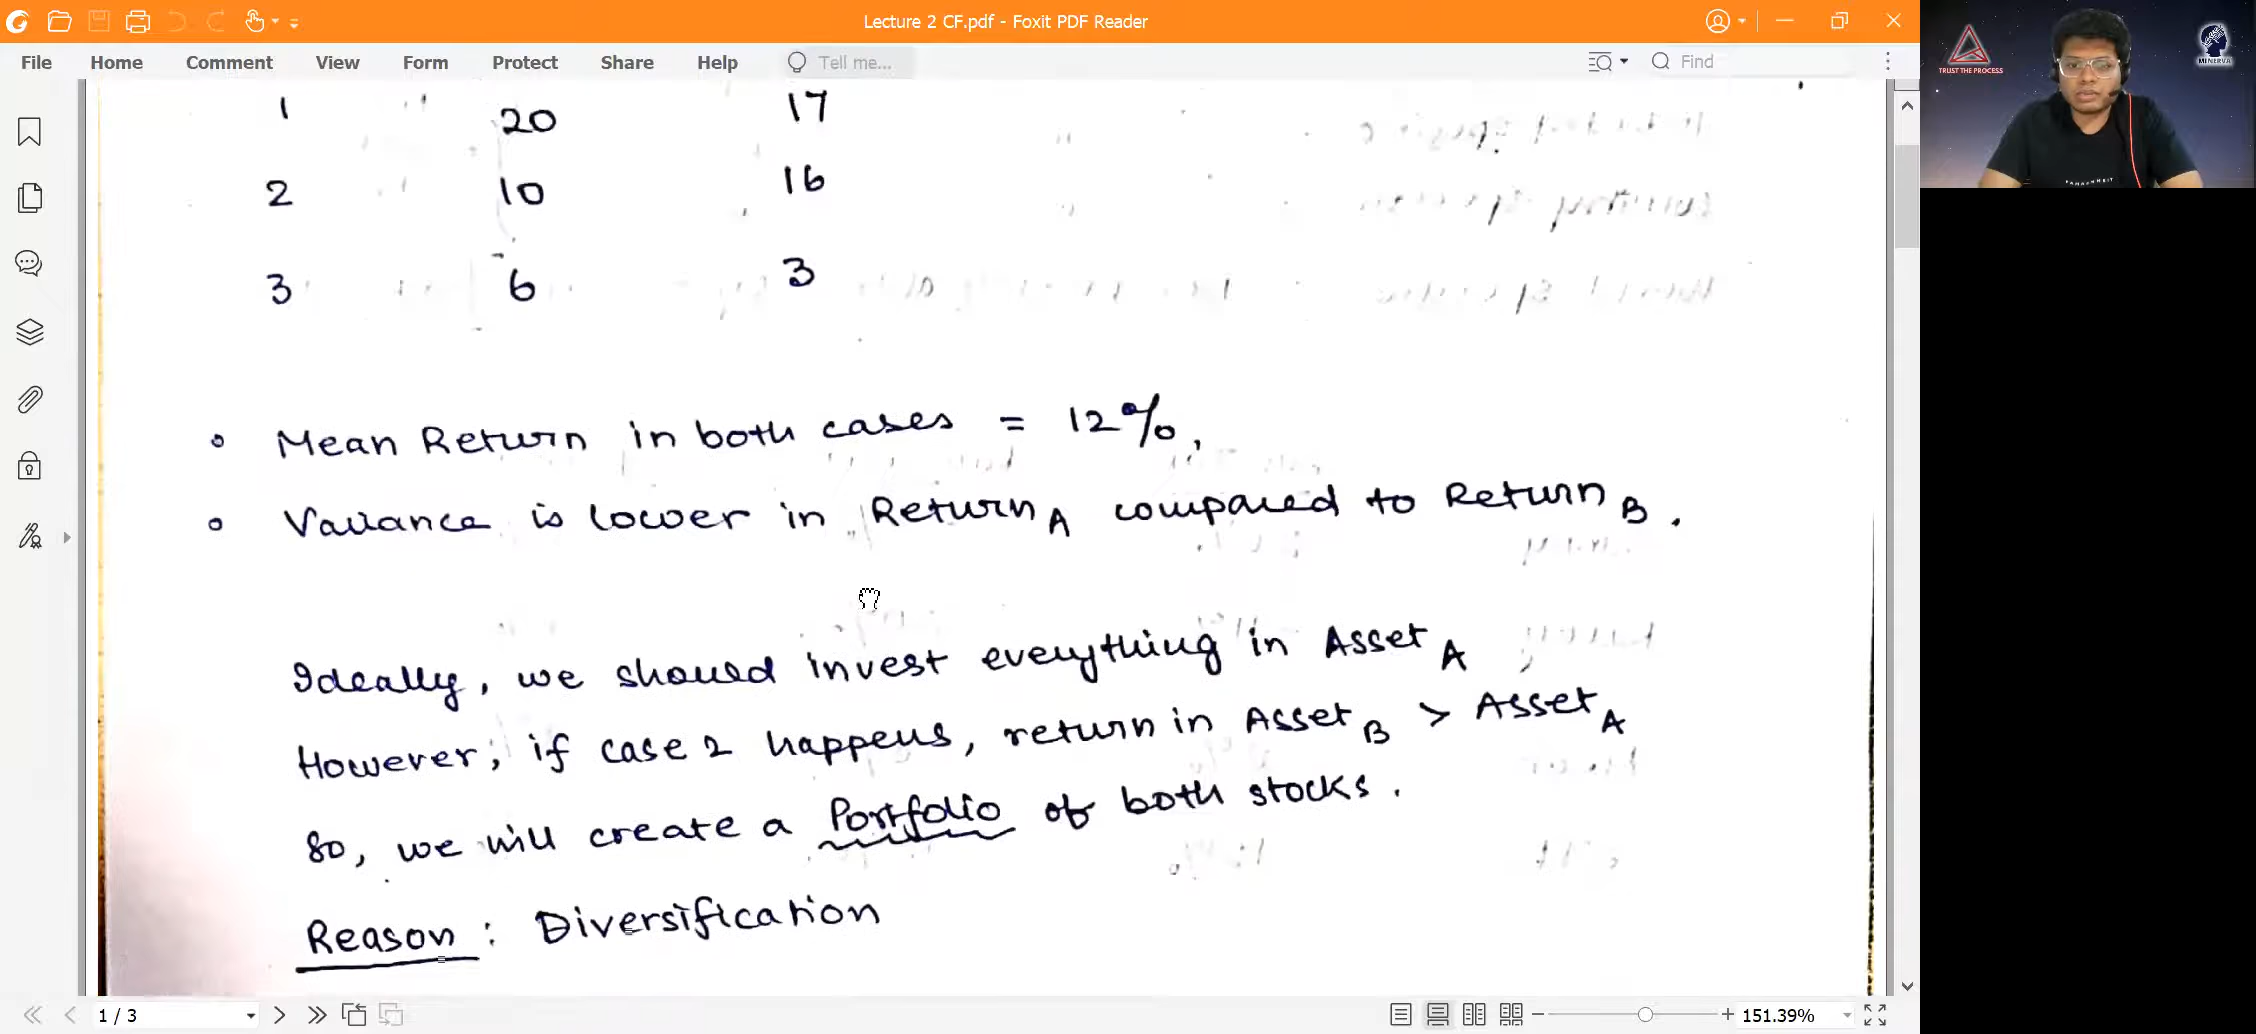 Lecture 2 CF.pdf - Foxit PDF Reader
File Home Comment View Form Protect Share Help Tell me... Find
TRUST THE PROCESS
MINERVA
FAHRENHEIT
1 20 17
2 10 16
3 6 3
Mean Return in both cases = 12%.
Variance is lower in Return A compared to Return B.
Ideally, we should invest everything in Asset A
However, if case 2 happens, return in Asset B > Asset A
So, we will create a Portfolio of both stocks.
Reason: Diversification
1 / 3 151.39%